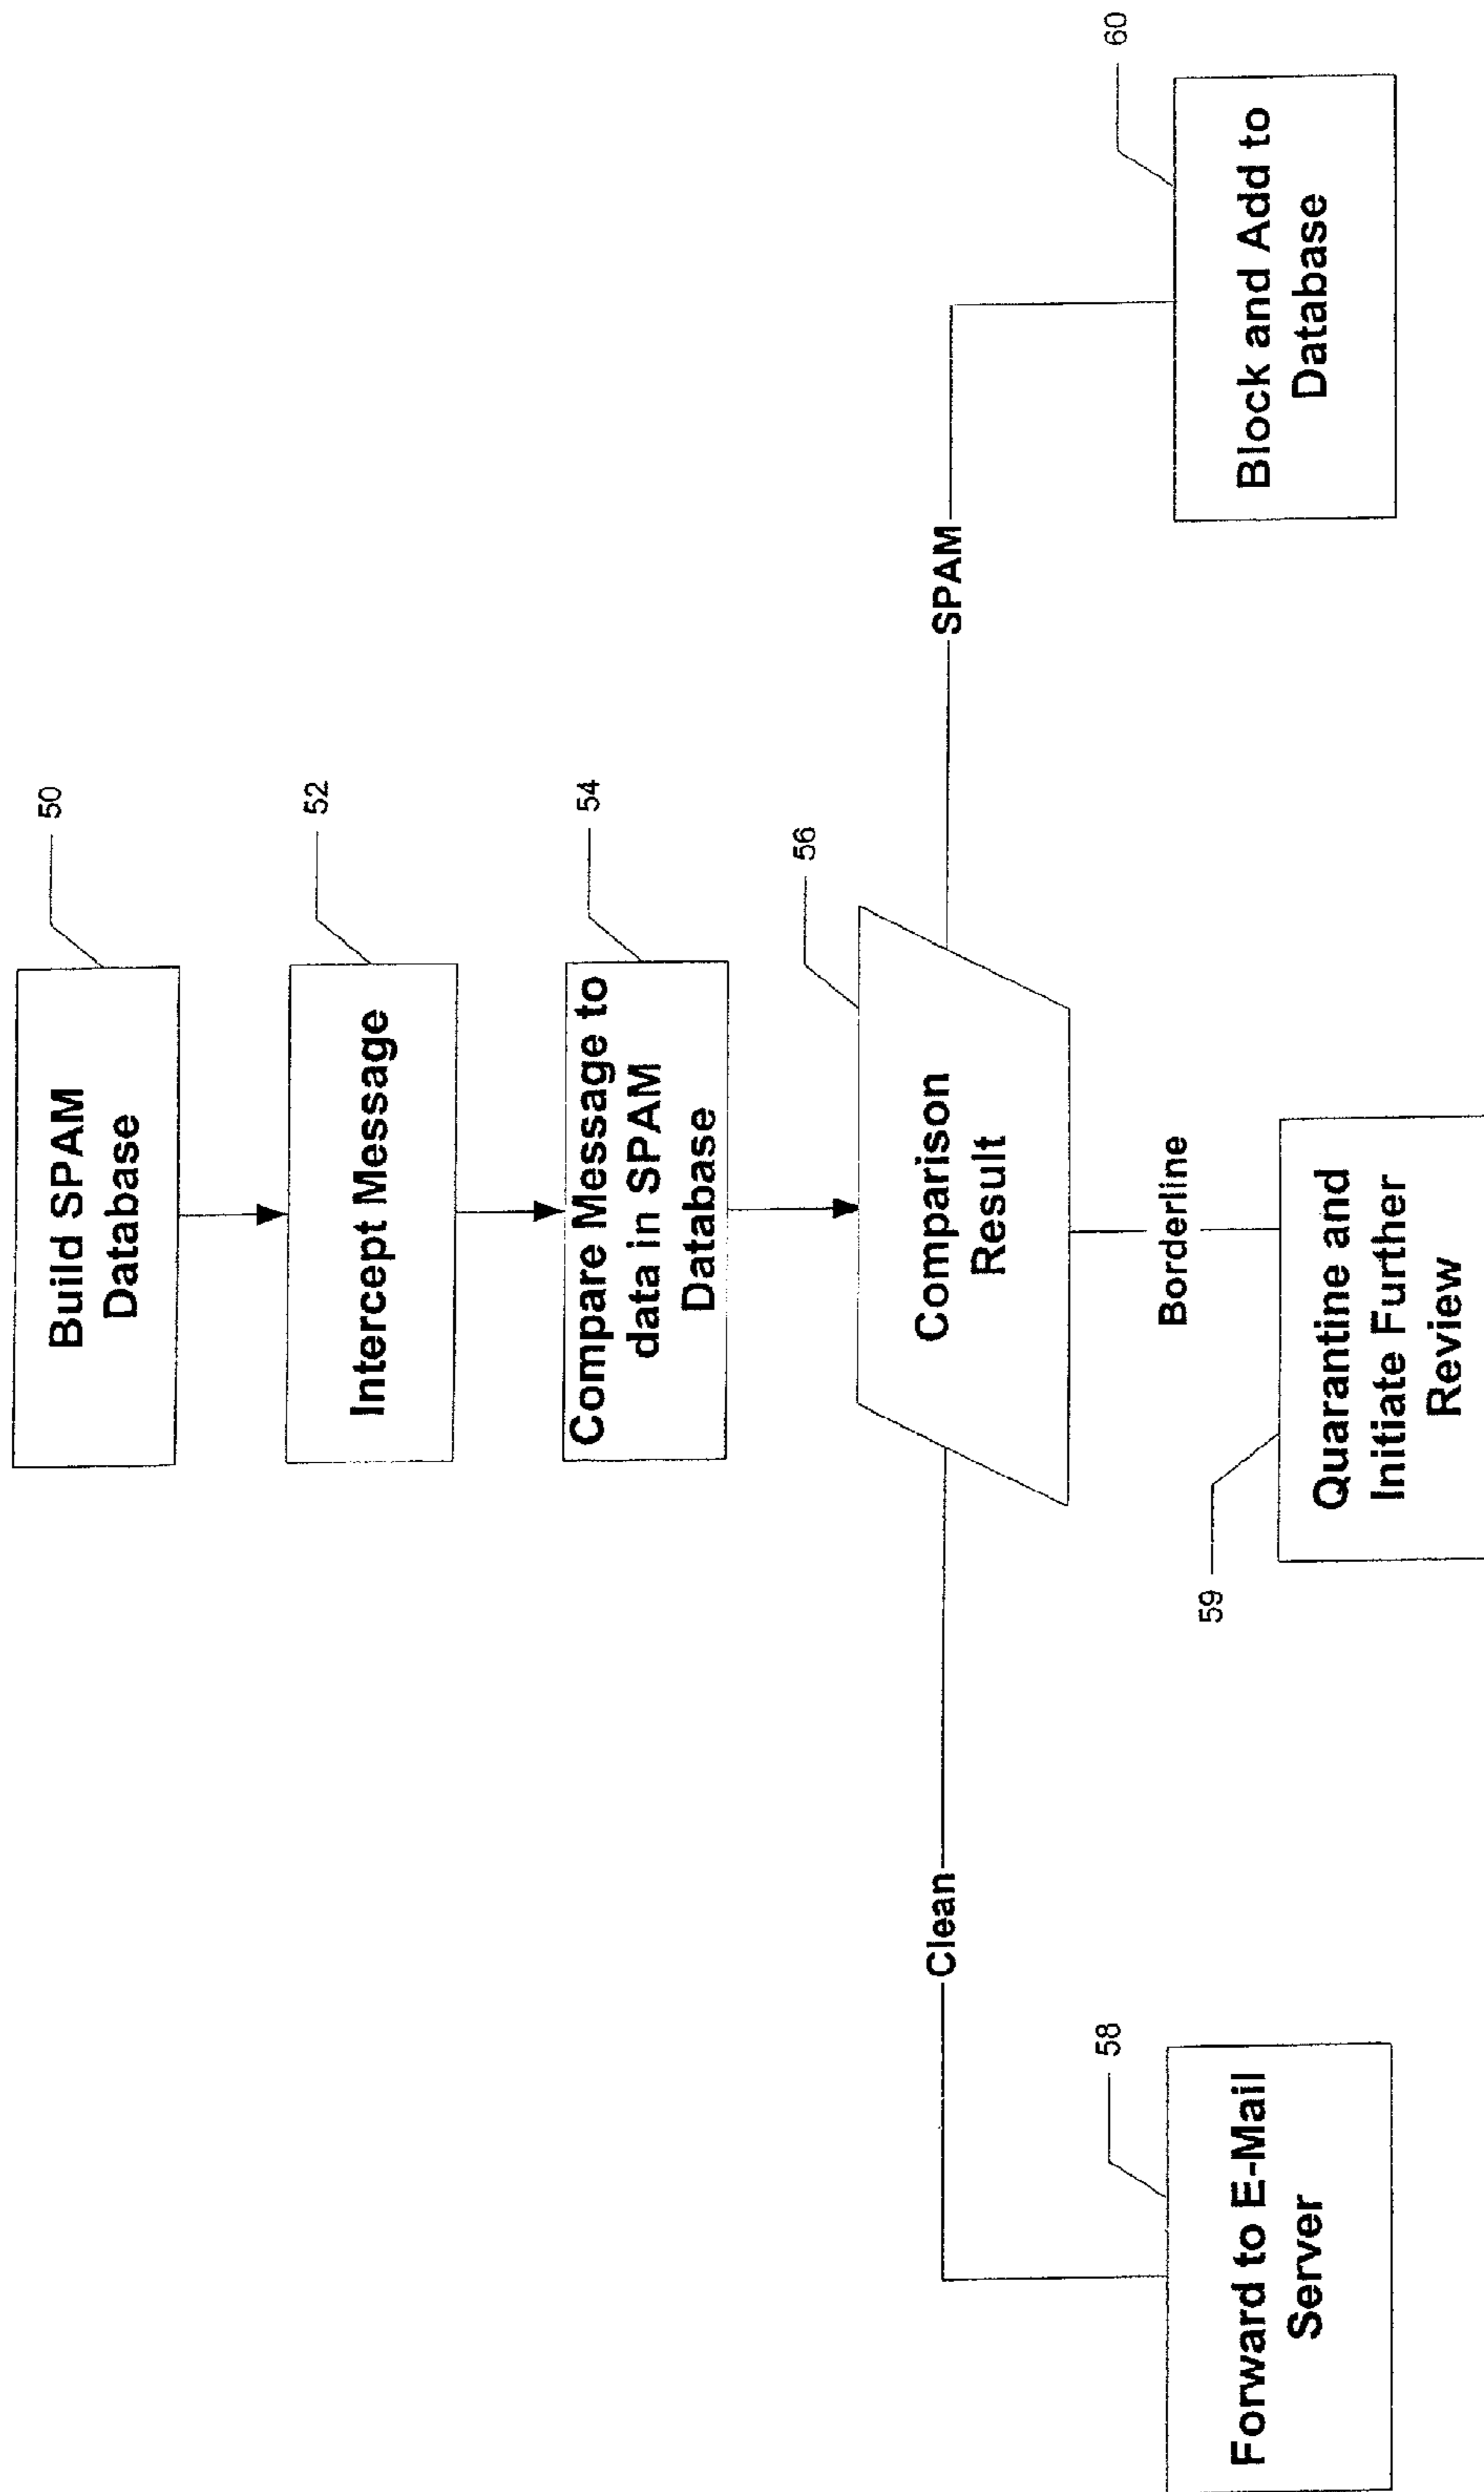 50
Build SPAM
Database
52
Intercept Message
54
Compare Message to
data in SPAM
Database
56
Comparison
Result
Clean
SPAM
Borderline
58
Forward to E-Mail
Server
59
Quarantine and
Initiate Further
Review
60
Block and Add to
Database